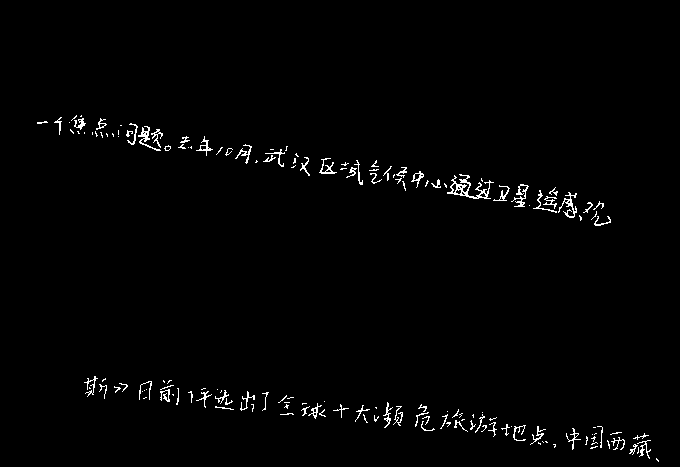 一个焦点问题。去年10月,武汉区域气候中心通过卫星遥感、观
斯》日前评选出了全球十大濒危旅游地点,中国西藏、